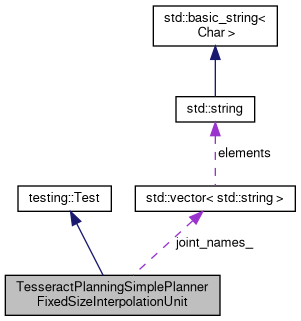 std::basic_string<
Char >
std::string
elements
testing::Test
std::vector< std::string >
joint_names_
TesseractPlanningSimplePlanner
FixedSizeInterpolationUnit